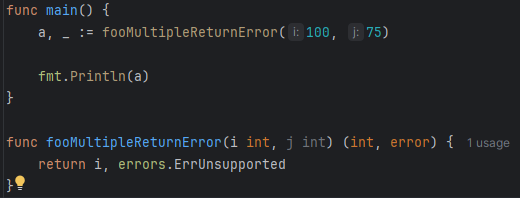 func main() {
    a, _ := fooMultipleReturnError( i: 100, j: 75)
    fmt.Println(a)
}
func fooMultipleReturnError(i int, j int) (int, error) { 1 usage
    return i, errors.ErrUnsupported
}